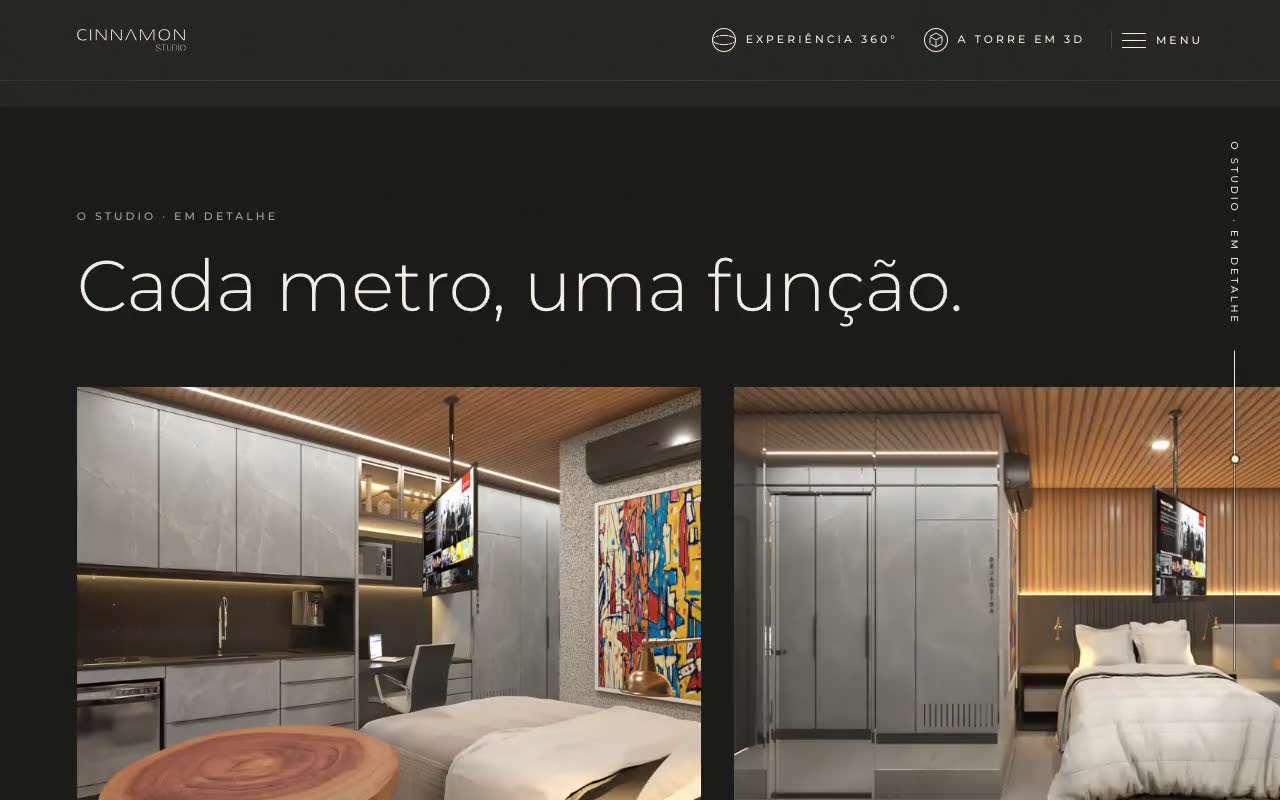 CINNAMON
STUDIO
EXPERIÊNCIA 360°
A TORRE EM 3D
MENU
O STUDIO · EM DETALHE
O STUDIO · EM DETALHE
Cada metro, uma função.